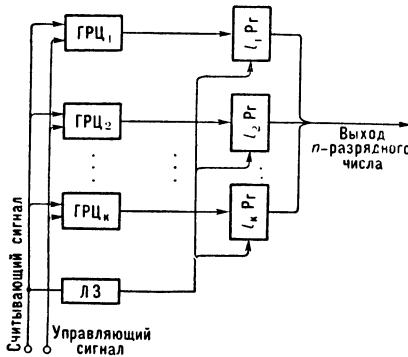 ГРЦ₁
l₁ Рг
ГРЦ₂
l₂ Рг
Выход
n-разрядного
числа
ГРЦк
lк Рг
ЛЗ
Считывающий сигнал
Управляющий
сигнал